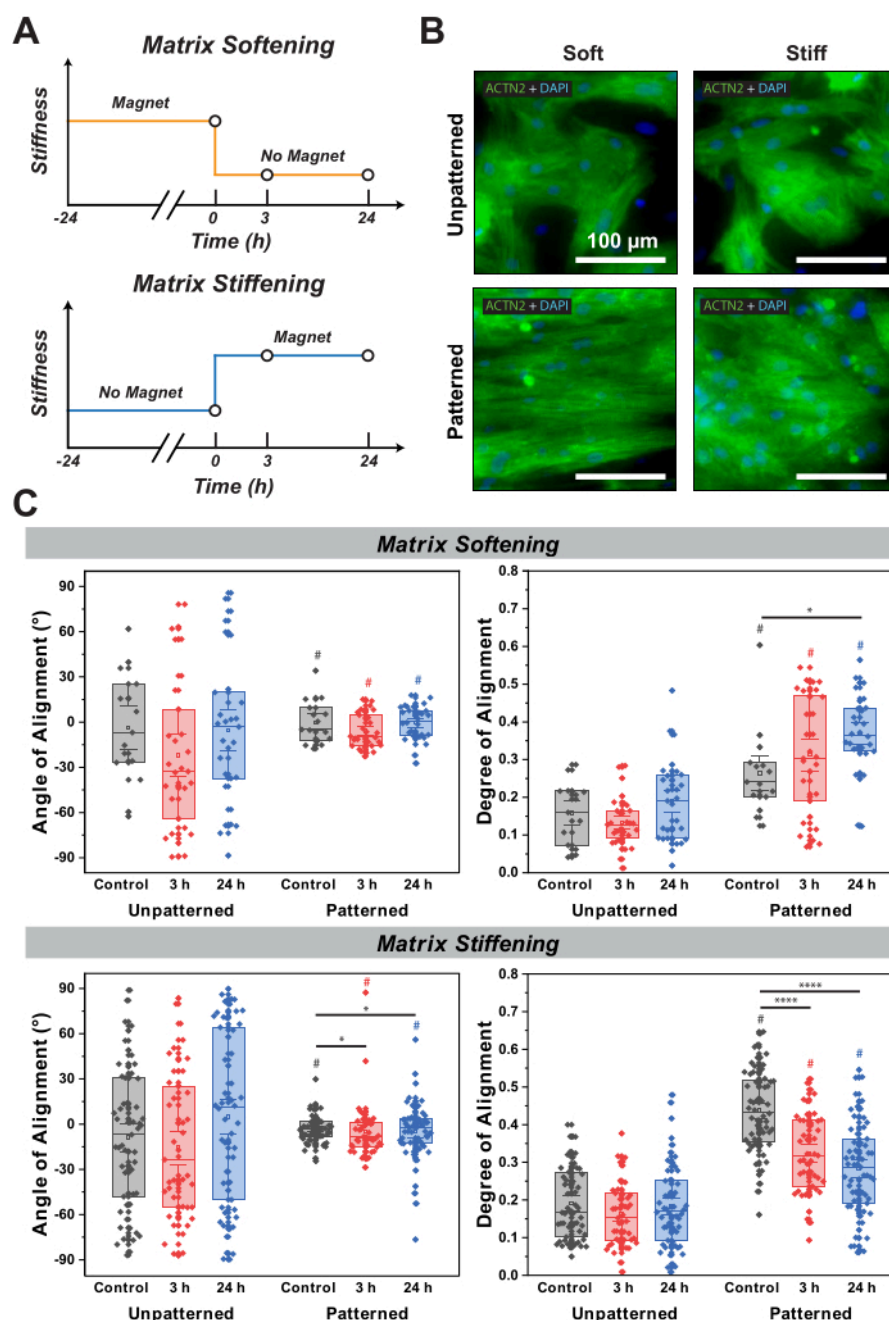 A
Matrix Softening
Stiffness
Magnet
No Magnet
-24
0
3
24
Time (h)
Matrix Stiffening
Stiffness
No Magnet
Magnet
-24
0
3
24
Time (h)
B
Soft
Stiff
Unpatterned
ACTN2 + DAPI
100 µm
ACTN2 + DAPI
Patterned
ACTN2 + DAPI
ACTN2 + DAPI
C
Matrix Softening
Angle of Alignment (°)
90
60
30
0
-30
-60
-90
# # #
Control 3 h 24 h Control 3 h 24 h
Unpatterned Patterned
Degree of Alignment
0.8
0.7
0.6
0.5
0.4
0.3
0.2
0.1
0.0
*
# # #
Control 3 h 24 h Control 3 h 24 h
Unpatterned Patterned
Matrix Stiffening
Angle of Alignment (°)
90
60
30
0
-30
-60
-90
#
*
#
*
#
Control 3 h 24 h Control 3 h 24 h
Unpatterned Patterned
Degree of Alignment
0.8
0.7
0.6
0.5
0.4
0.3
0.2
0.1
0.0
****
****
#
# #
Control 3 h 24 h Control 3 h 24 h
Unpatterned Patterned